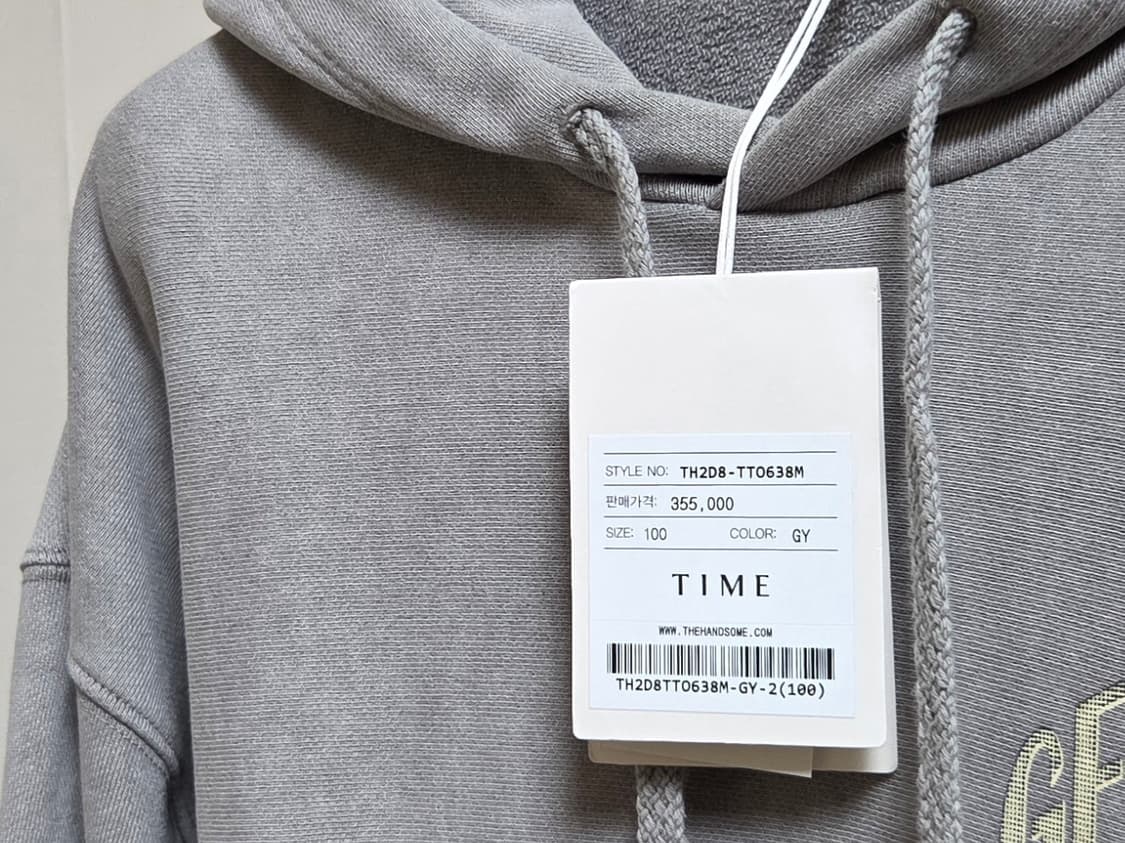 STYLE NO: TH2D8-TTO638M
판매가격: 355,000
SIZE: 100 COLOR: GY
TIME
WWW.THEHANDSOME.COM
TH2D8TTO638M-GY-2(100)
GE